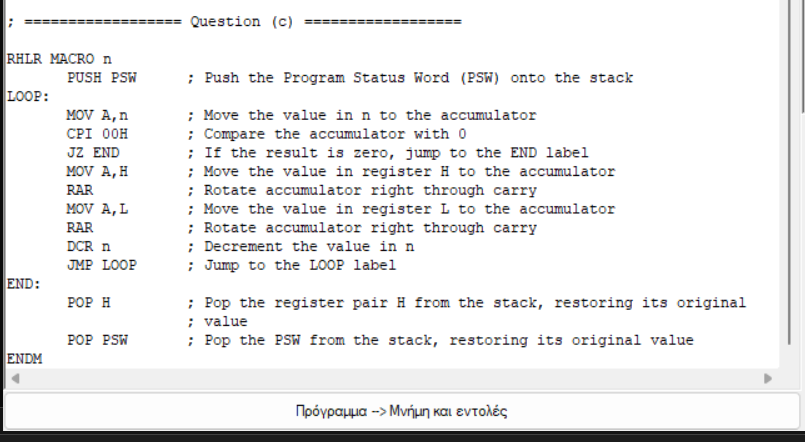 ; ================== Question (c) ==================
RHLR MACRO n
PUSH PSW ; Push the Program Status Word (PSW) onto the stack
LOOP:
MOV A,n ; Move the value in n to the accumulator
CPI 00H ; Compare the accumulator with 0
JZ END ; If the result is zero, jump to the END label
MOV A,H ; Move the value in register H to the accumulator
RAR ; Rotate accumulator right through carry
MOV A,L ; Move the value in register L to the accumulator
RAR ; Rotate accumulator right through carry
DCR n ; Decrement the value in n
JMP LOOP ; Jump to the LOOP label
END:
POP H ; Pop the register pair H from the stack, restoring its original
; value
POP PSW ; Pop the PSW from the stack, restoring its original value
ENDM
Πρόγραμμα --> Μνήμη και εντολές